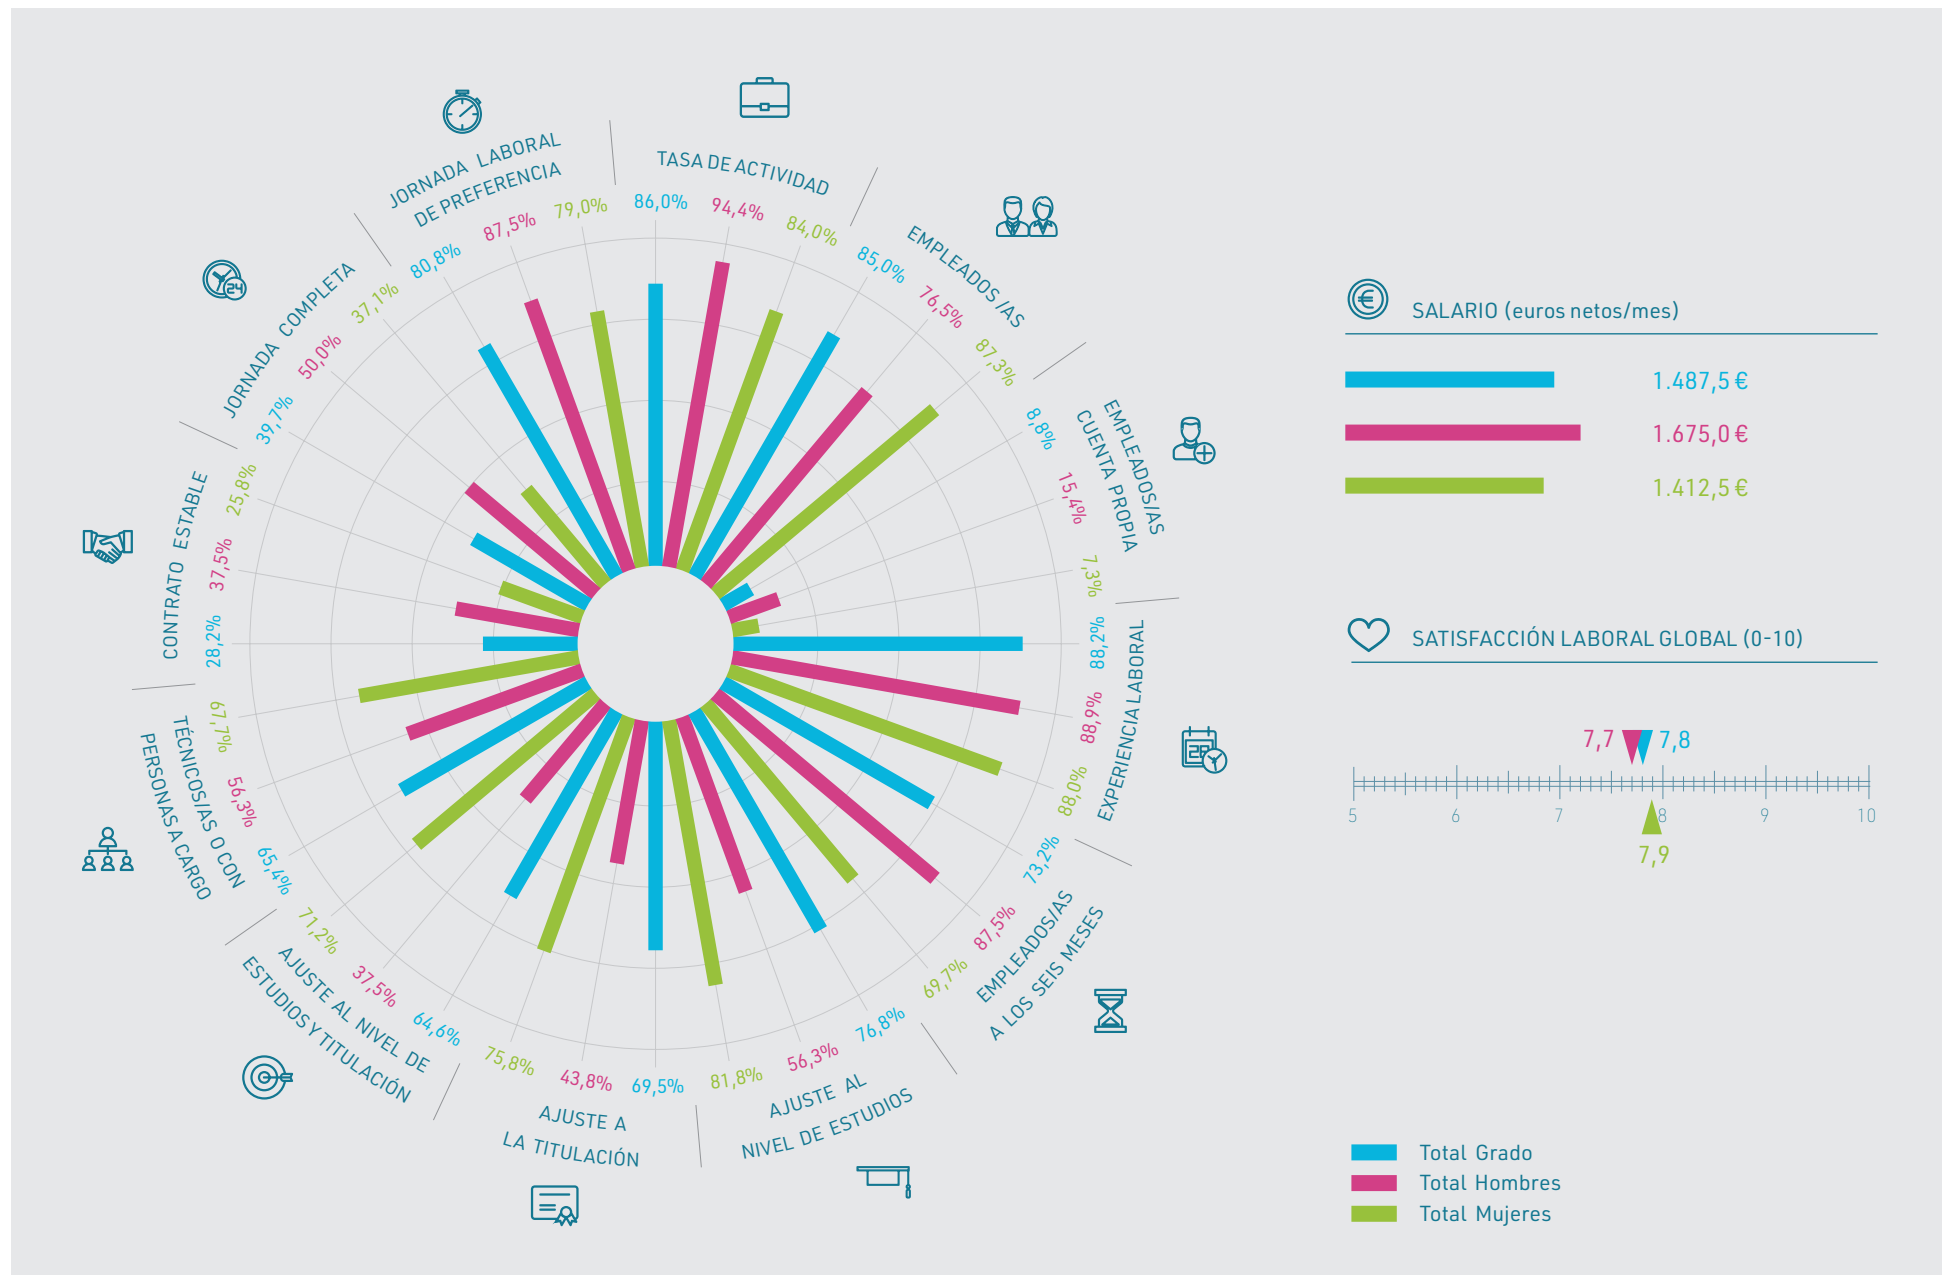 TASA DE ACTIVIDAD
86,0%
94,4%
84,0%
EMPLEADOS /AS
85,0%
76,5%
87,3%
EMPLEADOS/AS
CUENTA PROPIA
8,8%
15,4%
7,3%
EXPERIENCIA LABORAL
88,2%
88,9%
88,0%
EMPLEADOS/AS
A LOS SEIS MESES
73,2%
87,5%
69,7%
AJUSTE AL
NIVEL DE ESTUDIOS
76,8%
56,3%
81,8%
AJUSTE A
LA TITULACIÓN
69,5%
43,8%
75,8%
AJUSTE AL NIVEL DE
ESTUDIOS Y TITULACIÓN
64,6%
37,5%
71,2%
TÉCNICOS/AS O CON
PERSONAS A CARGO
65,4%
56,3%
67,7%
CONTRATO ESTABLE
28,2%
37,5%
25,8%
JORNADA COMPLETA
39,7%
50,0%
37,1%
24
JORNADA LABORAL
DE PREFERENCIA
80,8%
87,5%
79,0%
SALARIO (euros netos/mes)
1.487,5 €
1.675,0 €
1.412,5 €
SATISFACCIÓN LABORAL GLOBAL (0-10)
7,7
7,8
5 6 7 8 9 10
7,9
Total Grado
Total Hombres
Total Mujeres